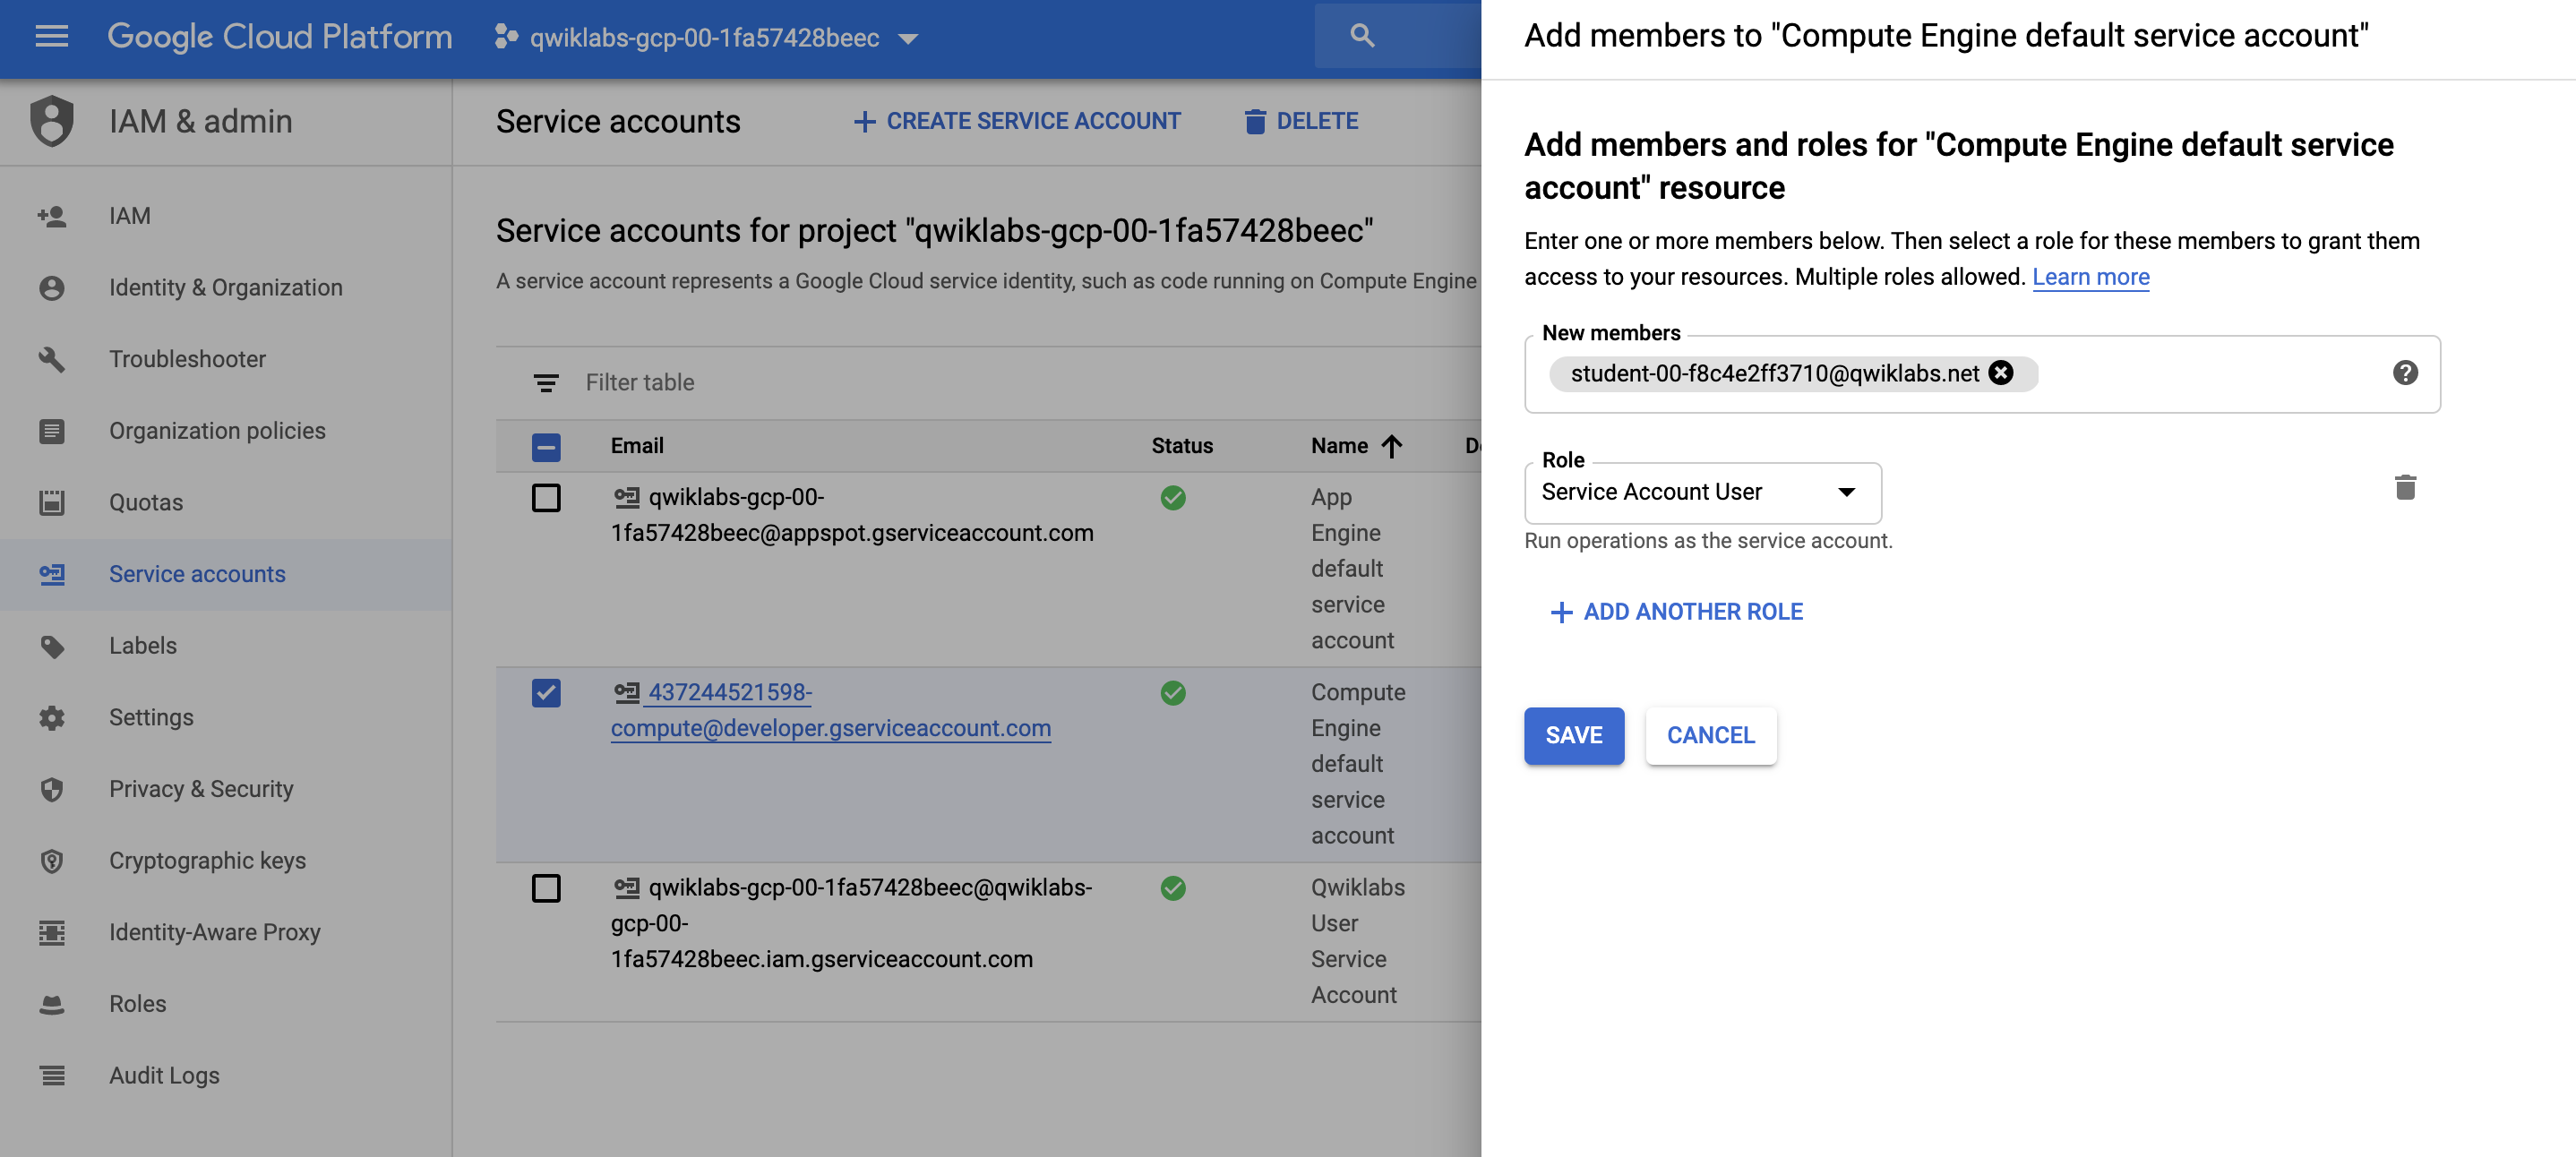 Google Cloud Platform
qwiklabs-gcp-00-1fa57428beec
IAM & admin
IAM
Identity & Organization
Troubleshooter
Organization policies
Quotas
Service accounts
Labels
Settings
Privacy & Security
Cryptographic keys
Identity-Aware Proxy
Roles
Audit Logs
Service accounts
CREATE SERVICE ACCOUNT
DELETE
Service accounts for project "qwiklabs-gcp-00-1fa57428beec"
A service account represents a Google Cloud service identity, such as code running on Compute Engine
Filter table
Email Status Name
qwiklabs-gcp-00-
1fa57428beec@appspot.gserviceaccount.com
App
Engine
default
service
account
437244521598-
compute@developer.gserviceaccount.com
Compute
Engine
default
service
account
qwiklabs-gcp-00-1fa57428beec@qwiklabs-
gcp-00-
1fa57428beec.iam.gserviceaccount.com
Qwiklabs
User
Service
Account
Add members to "Compute Engine default service account"
Add members and roles for "Compute Engine default service
account" resource
Enter one or more members below. Then select a role for these members to grant them
access to your resources. Multiple roles allowed. Learn more
New members
student-00-f8c4e2ff3710@qwiklabs.net
Role
Service Account User
Run operations as the service account.
ADD ANOTHER ROLE
SAVE
CANCEL